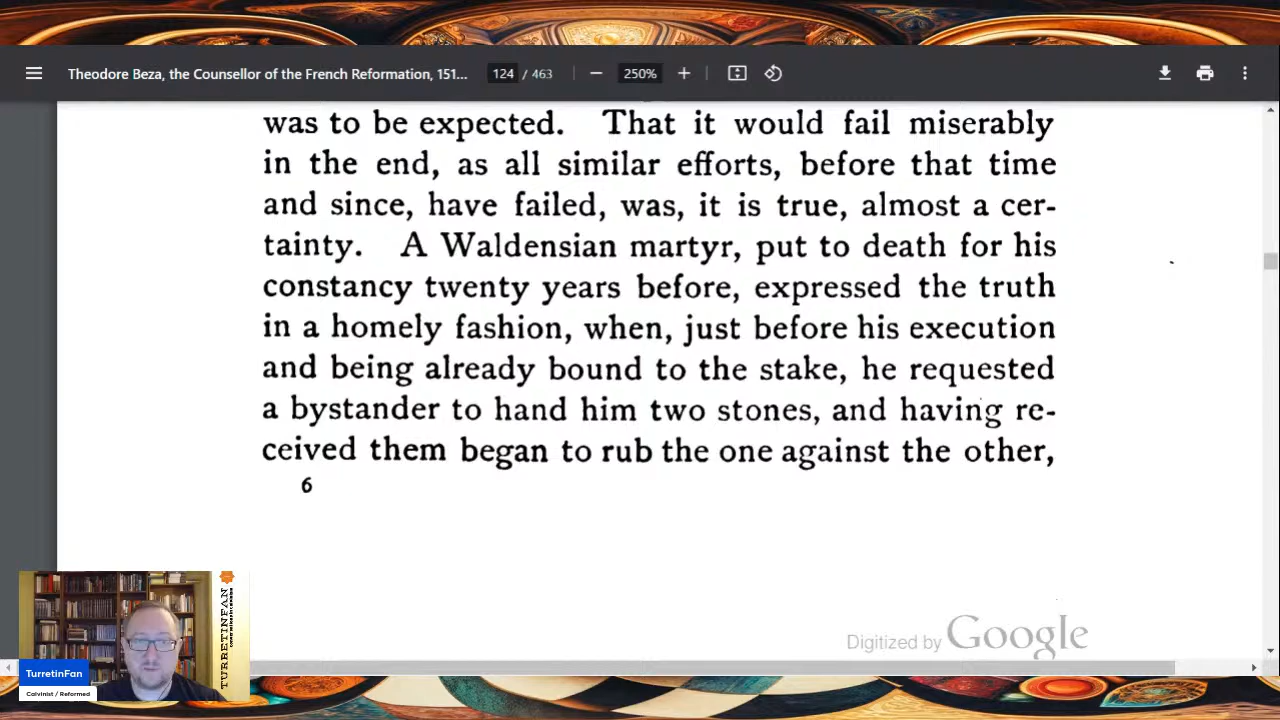 Theodore Beza, the Counsellor of the French Reformation, 151...
124 / 463
250%
was to be expected. That it would fail miserably
in the end, as all similar efforts, before that time
and since, have failed, was, it is true, almost a cer-
tainty. A Waldensian martyr, put to death for his
constancy twenty years before, expressed the truth
in a homely fashion, when, just before his execution
and being already bound to the stake, he requested
a bystander to hand him two stones, and having re-
ceived them began to rub the one against the other,
6
Digitized by Google
TURRETINFAN
TurretinFan
Calvinist / Reformed